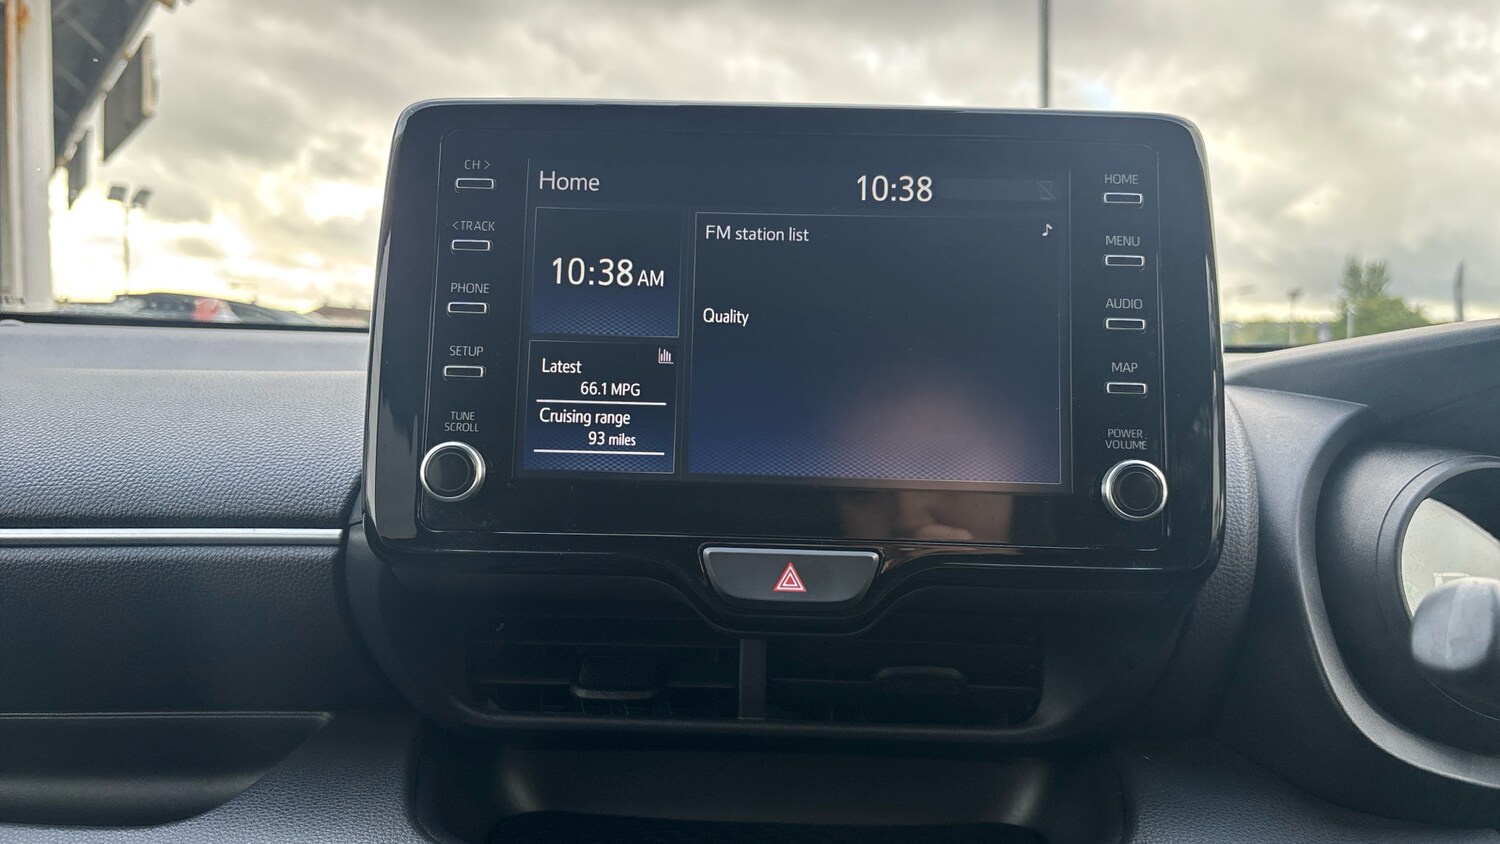 CH >
< TRACK
PHONE
SETUP
TUNE
SCROLL
Home
10:38
10:38 AM
Latest
66.1 MPG
Cruising range
93 miles
FM station list
Quality
HOME
MENU
AUDIO
MAP
POWER
VOLUME